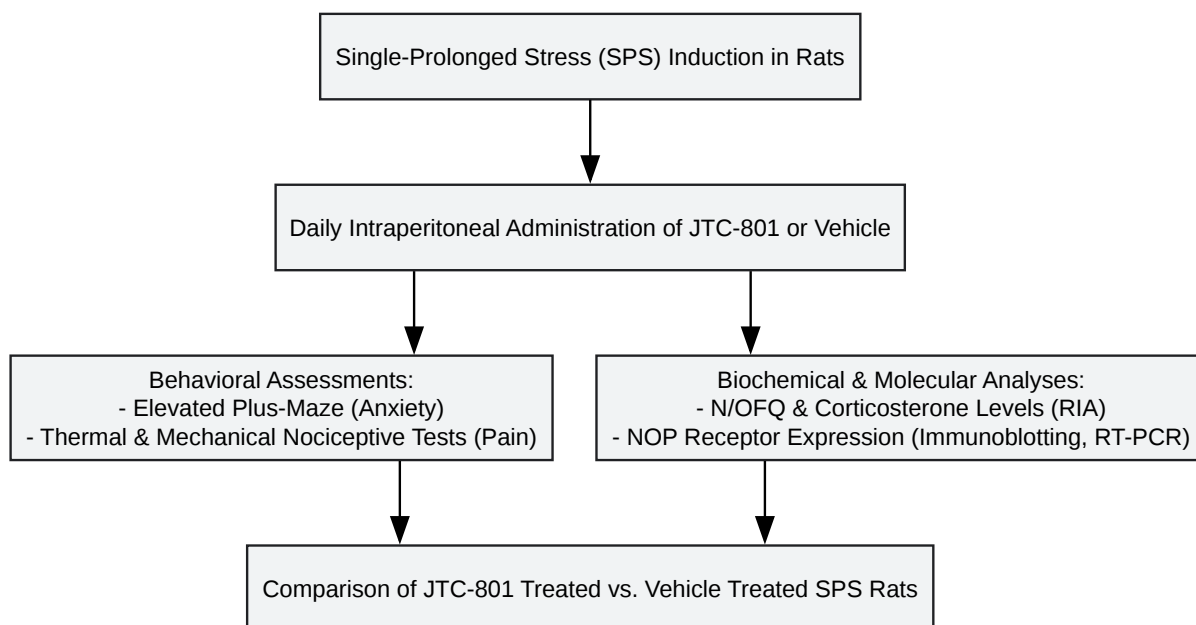 Single-Prolonged Stress (SPS) Induction in Rats
Daily Intraperitoneal Administration of JTC-801 or Vehicle
Behavioral Assessments:
- Elevated Plus-Maze (Anxiety)
- Thermal & Mechanical Nociceptive Tests (Pain)
Biochemical & Molecular Analyses:
- N/OFQ & Corticosterone Levels (RIA)
- NOP Receptor Expression (Immunoblotting, RT-PCR)
Comparison of JTC-801 Treated vs. Vehicle Treated SPS Rats